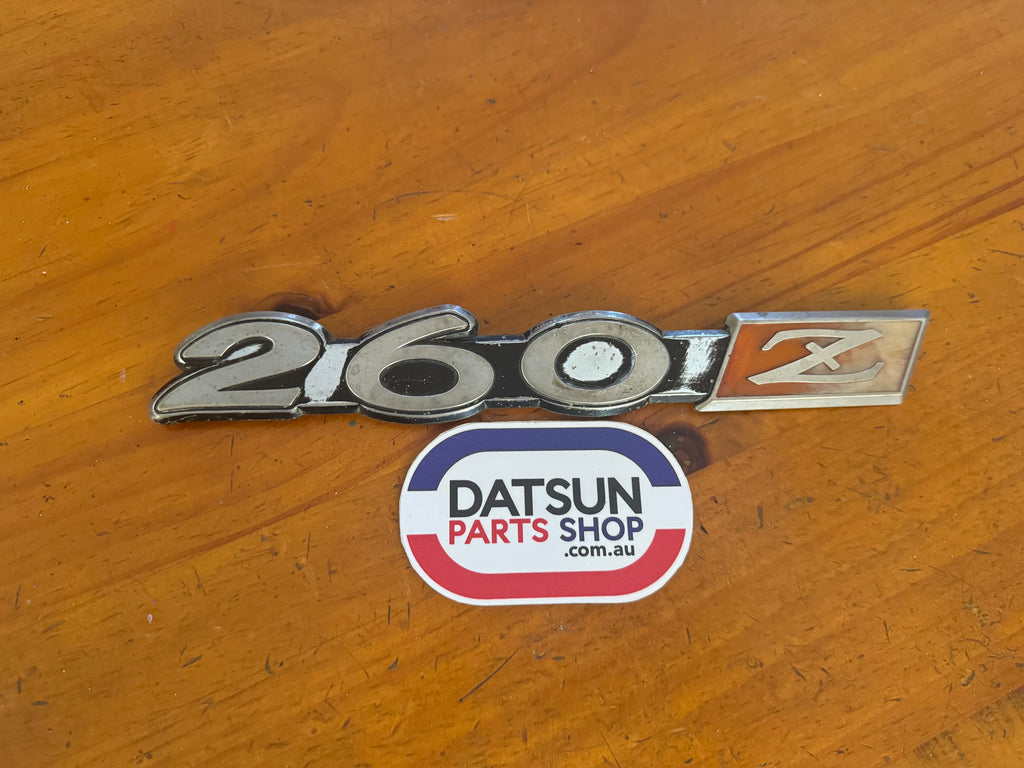 260Z
DATSUN
PARTS SHOP
.com.au